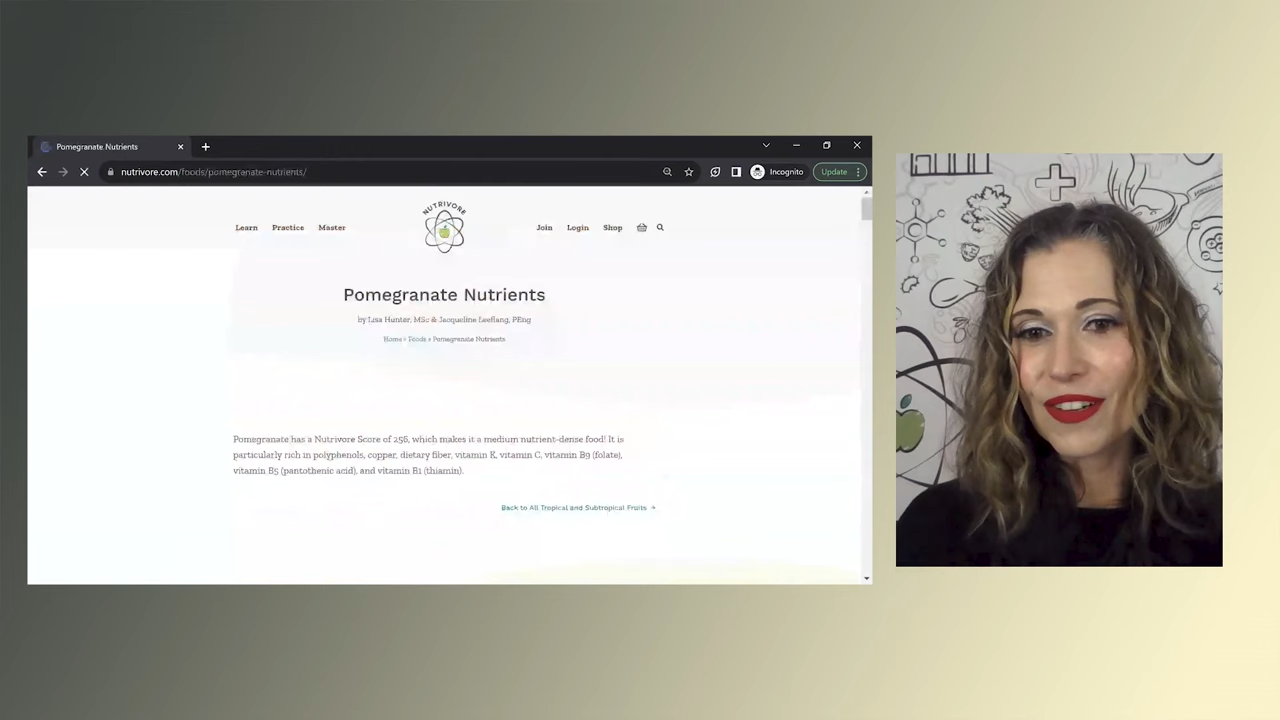 Pomegranate Nutrients
nutrivore.com/foods/pomegranate-nutrients/
Incognito
Update
Learn Practice Master
NUTRIVORE
Join Login Shop
Pomegranate Nutrients
by Lisa Hunter, MSc & Jacqueline Leeflang, PEng
Home » Foods » Pomegranate Nutrients
Pomegranate has a Nutrivore Score of 256, which makes it a medium nutrient-dense food! It is
particularly rich in polyphenols, copper, dietary fiber, vitamin K, vitamin C, vitamin B9 (folate),
vitamin B5 (pantothenic acid), and vitamin B1 (thiamin).
Back to All Tropical and Subtropical Fruits →